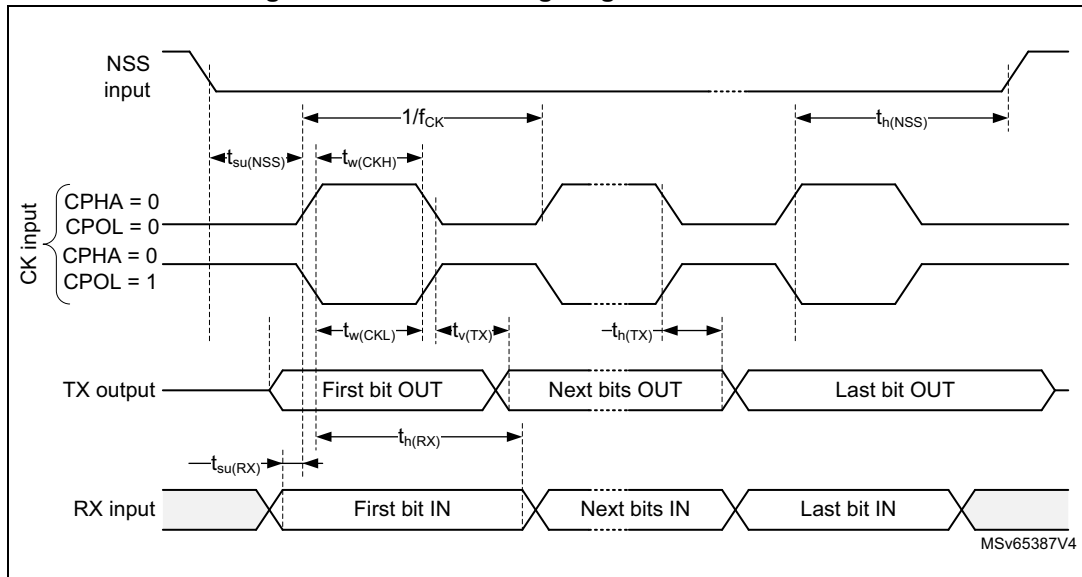 NSS
input
1/fCK
th(NSS)
tsu(NSS)
tw(CKH)
CK input
CPHA = 0
CPOL = 0
CPHA = 0
CPOL = 1
tw(CKL)
tv(TX)
th(TX)
TX output
First bit OUT
Next bits OUT
Last bit OUT
th(RX)
tsu(RX)
RX input
First bit IN
Next bits IN
Last bit IN
MSv65387V4